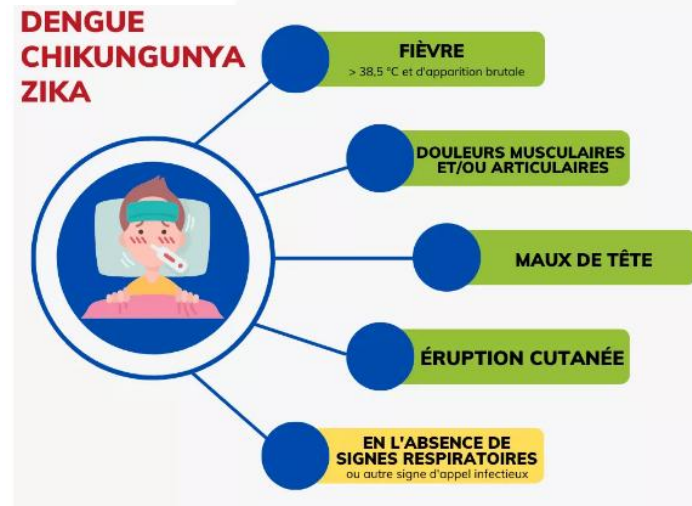 DENGUE
CHIKUNGUNYA
ZIKA
FIÈVRE
> 38,5 °C et d'apparition brutale
DOULEURS MUSCULAIRES
ET/OU ARTICULAIRES
MAUX DE TÊTE
ÉRUPTION CUTANÉE
EN L'ABSENCE DE
SIGNES RESPIRATOIRES
ou autre signe d'appel infectieux